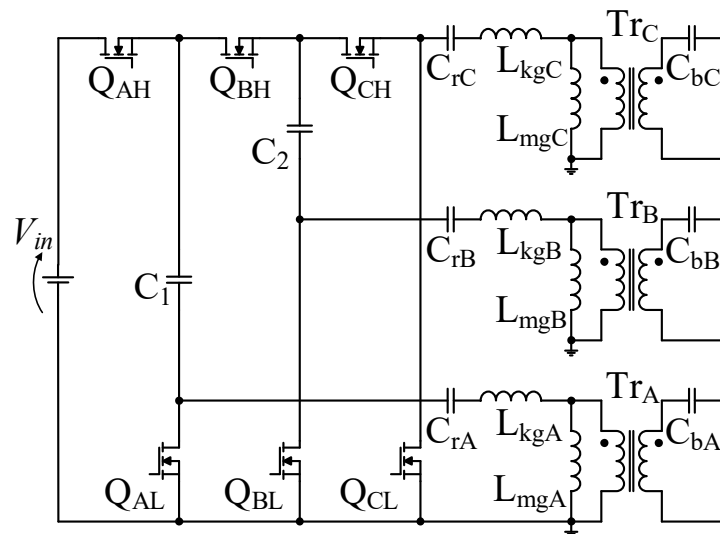 Q_AH
Q_BH
Q_CH
C_rC
L_kgC
Tr_C
C_bC
L_mgC
C_2
V_in
C_1
C_rB
L_kgB
Tr_B
C_bB
L_mgB
Q_AL
Q_BL
Q_CL
C_rA
L_kgA
Tr_A
C_bA
L_mgA